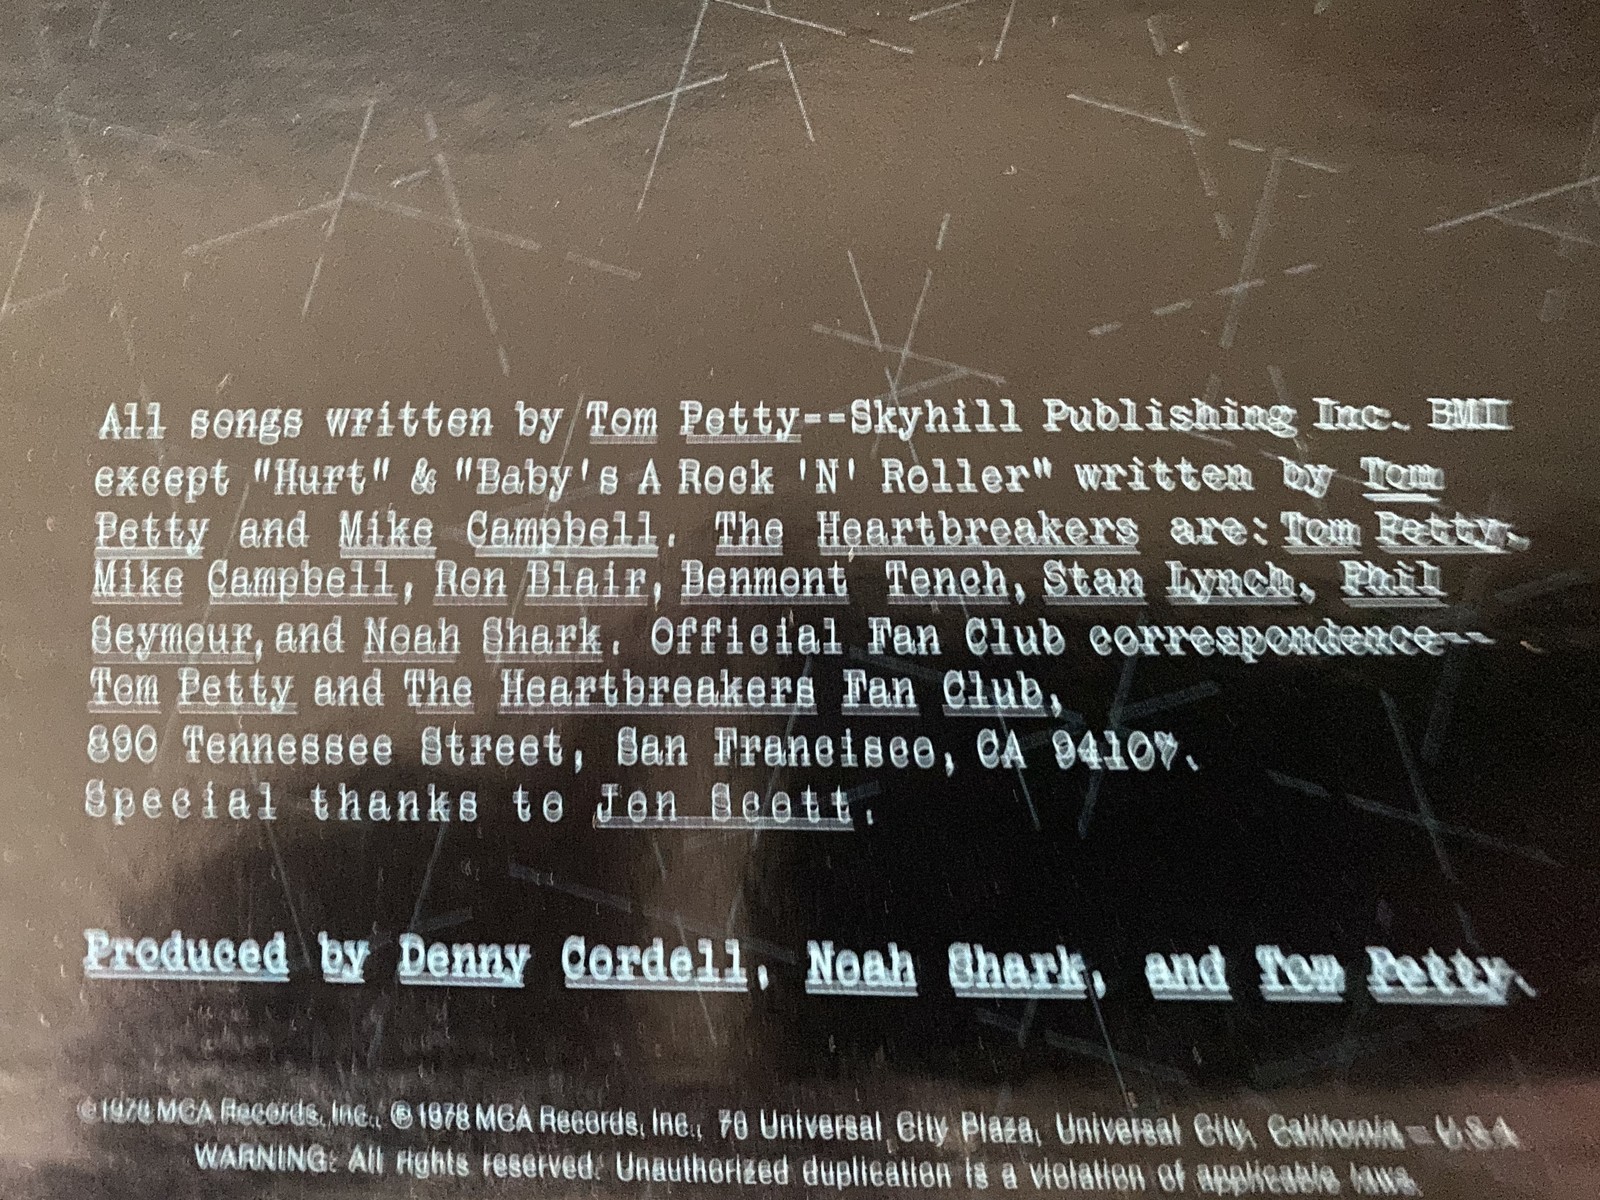 All songs written by Tom Petty--Skyhill Publishing Inc. BMI
except "Hurt" & "Baby's A Rock 'N' Roller" written by Tom
Petty and Mike Campbell. The Heartbreakers are: Tom Petty,
Mike Campbell, Ron Blair, Benmont Tench, Stan Lynch, Phil
Seymour, and Noah Shark. Official Fan Club correspondence--
Tom Petty and The Heartbreakers Fan Club,
890 Tennessee Street, San Francisco, CA 94107.
Special thanks to Jon Scott.
Produced by Denny Cordell, Noah Shark, and Tom Petty.
©1978 MCA Records, Inc., ℗1978 MCA Records, Inc., 70 Universal City Plaza, Universal City, California - U.S.A
WARNING: All rights reserved. Unauthorized duplication is a violation of applicable laws.